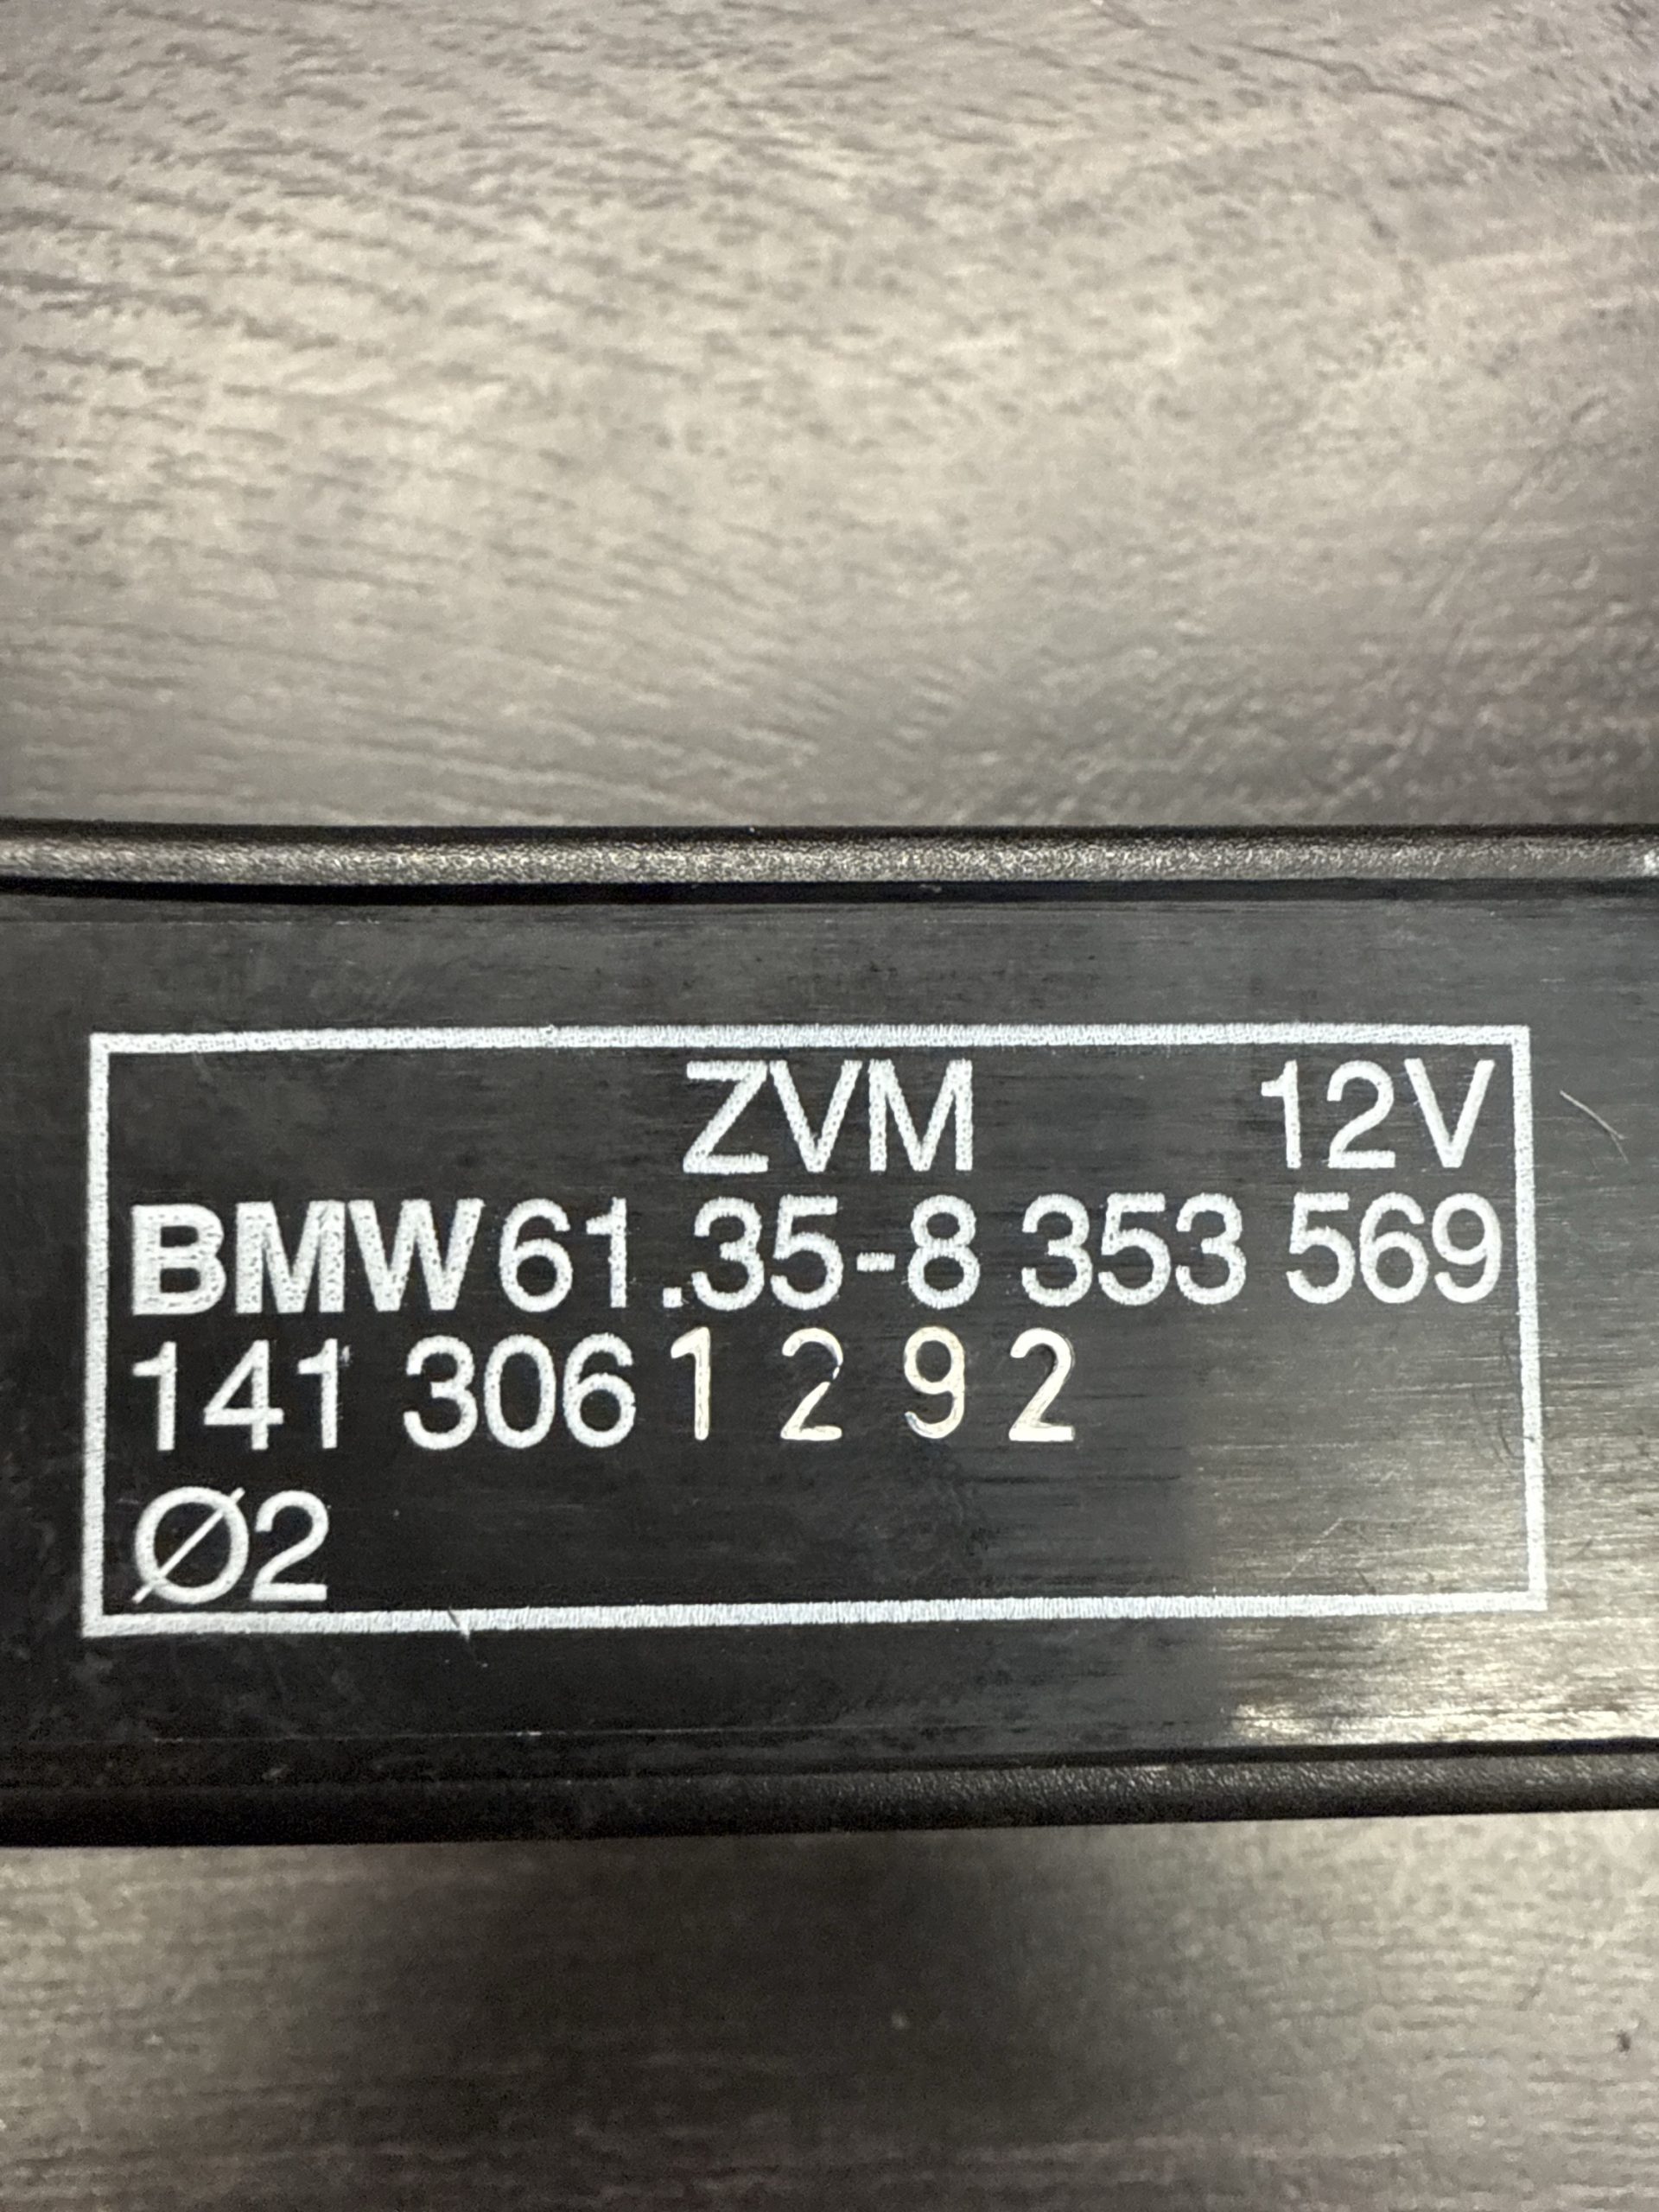 ZVM 12V
BMW 61.35-8 353 569
141 306 1 2 9 2
Ø2